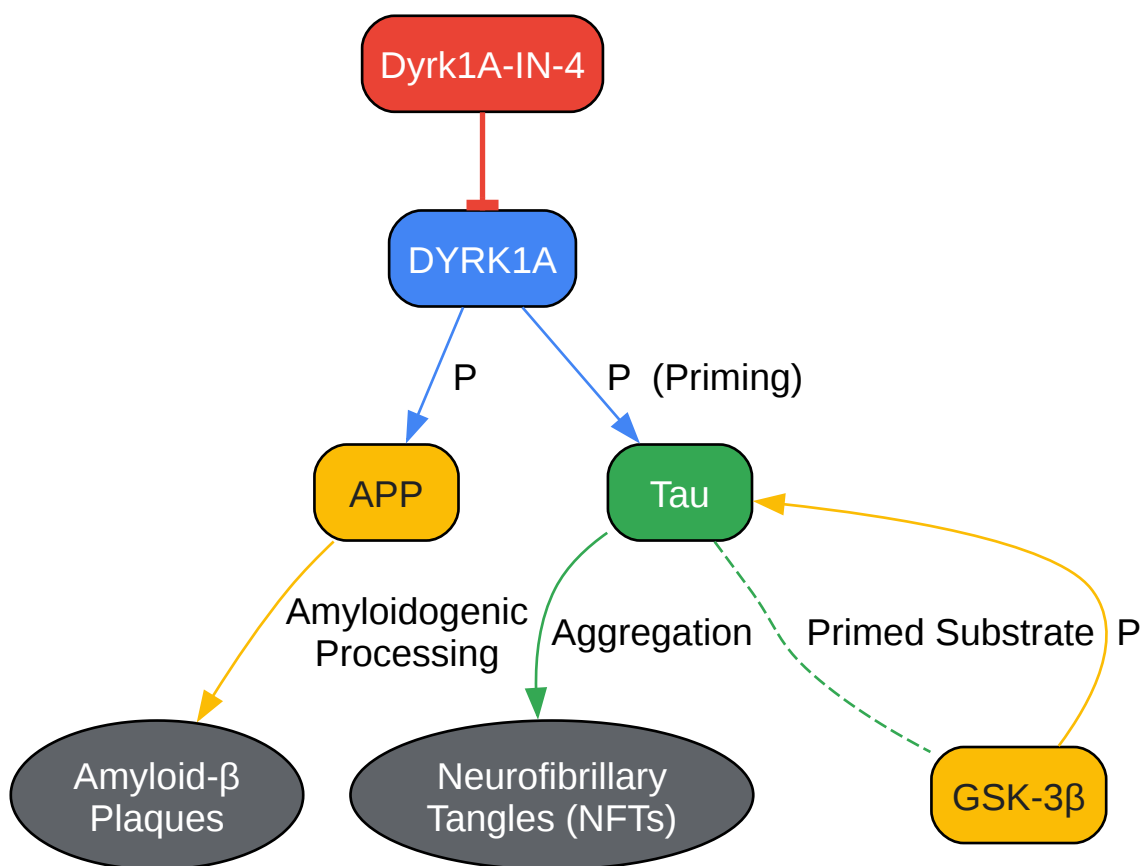 Dyrk1A-IN-4
DYRK1A
P
P (Priming)
APP
Tau
Amyloidogenic
Processing
Aggregation
Primed Substrate
P
Amyloid-β
Plaques
Neurofibrillary
Tangles (NFTs)
GSK-3β